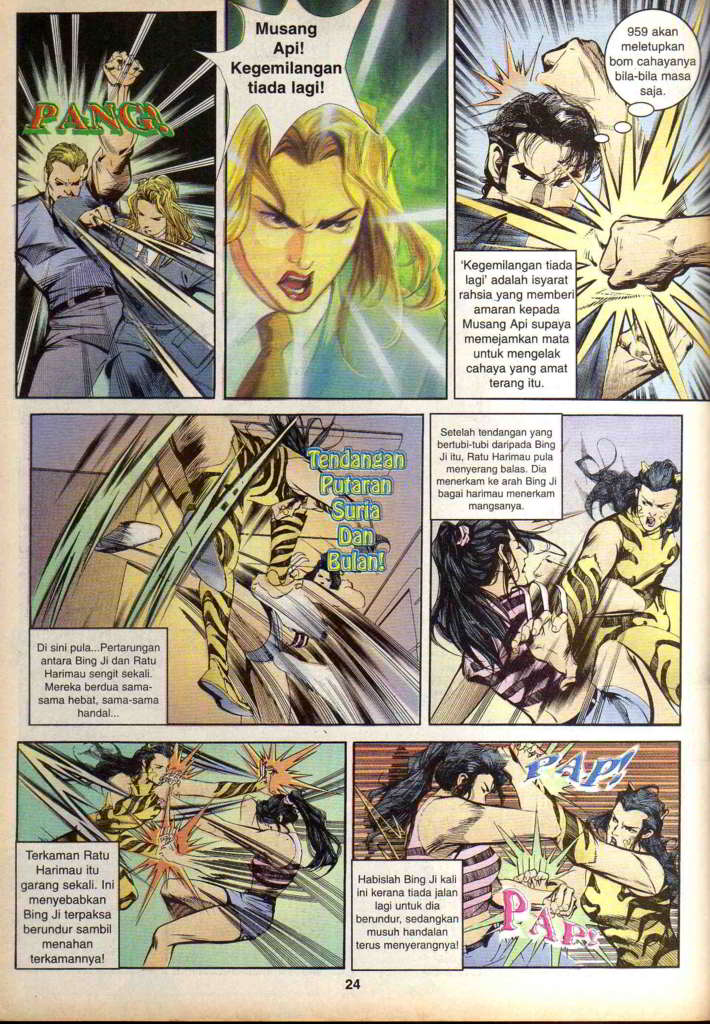 PANG!
Musang
Api!
Kegemilangan
tiada lagi!
959 akan
meletupkan
bom cahayanya
bila-bila masa
saja.
'Kegemilangan tiada
lagi' adalah isyarat
rahsia yang memberi
amaran kepada
Musang Api supaya
memejamkan mata
untuk mengelak
cahaya yang amat
terang itu.
Tendangan
Putaran
Suria
Dan
Bulan!
Di sini pula...Pertarungan
antara Bing Ji dan Ratu
Harimau sengit sekali.
Mereka berdua sama-
sama hebat, sama-sama
handal...
Setelah tendangan yang
bertubi-tubi daripada Bing
Ji itu, Ratu Harimau pula
menyerang balas. Dia
menerkam ke arah Bing Ji
bagai harimau menerkam
mangsanya.
Terkaman Ratu
Harimau itu
garang sekali. Ini
menyebabkan
Bing Ji terpaksa
berundur sambil
menahan
terkamannya!
PAP!
Habislah Bing Ji kali
ini kerana tiada jalan
lagi untuk dia
berundur, sedangkan
musuh handalan
terus menyerangnya!
PAP!
24